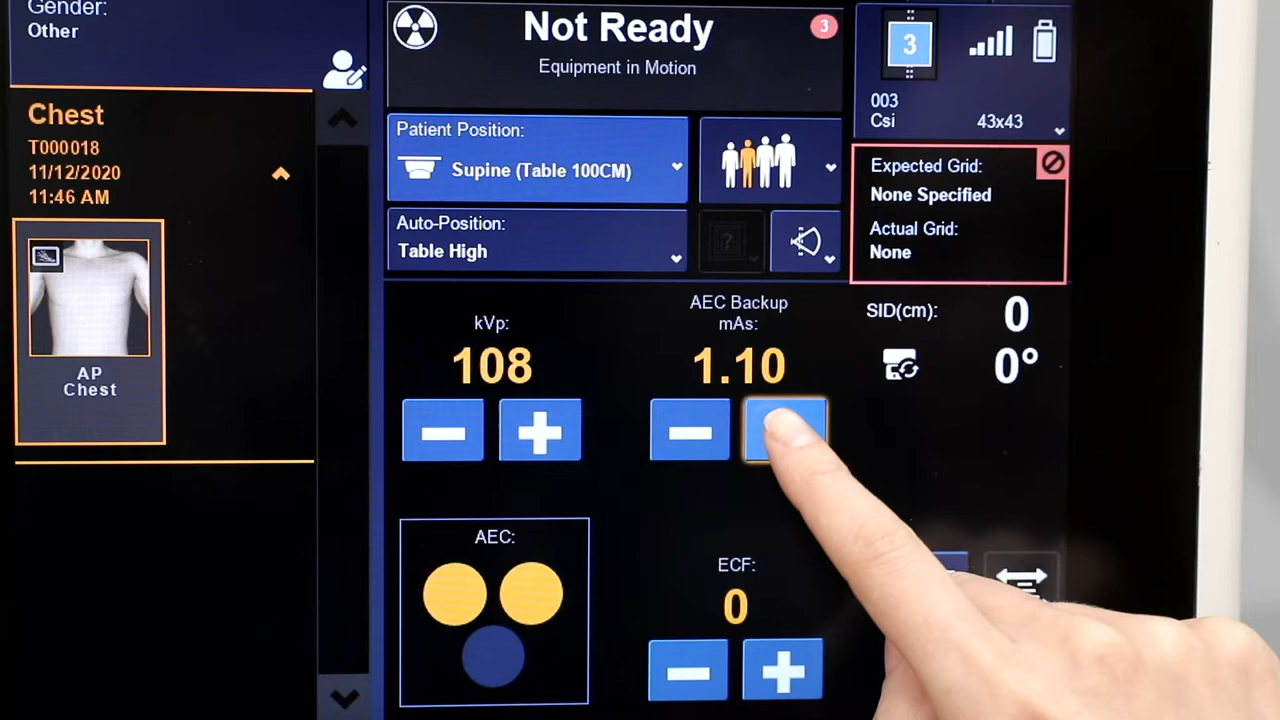 Gender:
Other
Chest
T000018
11/12/2020
11:46 AM
AP
Chest
Not Ready
3
Equipment in Motion
Patient Position:
Supine (Table 100CM)
Auto-Position:
Table High
?
3
003
Csi 43x43
Expected Grid:
None Specified
Actual Grid:
None
kVp:
108
AEC Backup
mAs:
1.10
SID(cm): 0
0°
AEC:
ECF:
0